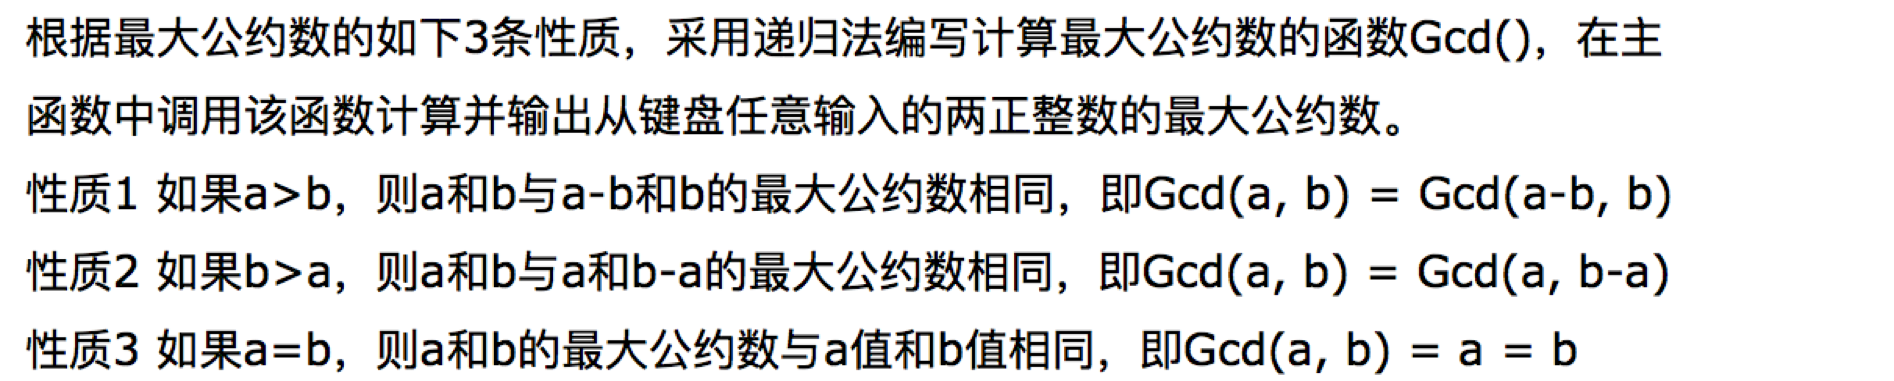 根据最大公约数的如下3条性质，采用递归法编写计算最大公约数的函数Gcd()，在主
函数中调用该函数计算并输出从键盘任意输入的两正整数的最大公约数。
性质1 如果a>b，则a和b与a-b和b的最大公约数相同，即Gcd(a, b) = Gcd(a-b, b)
性质2 如果b>a，则a和b与a和b-a的最大公约数相同，即Gcd(a, b) = Gcd(a, b-a)
性质3 如果a=b，则a和b的最大公约数与a值和b值相同，即Gcd(a, b) = a = b